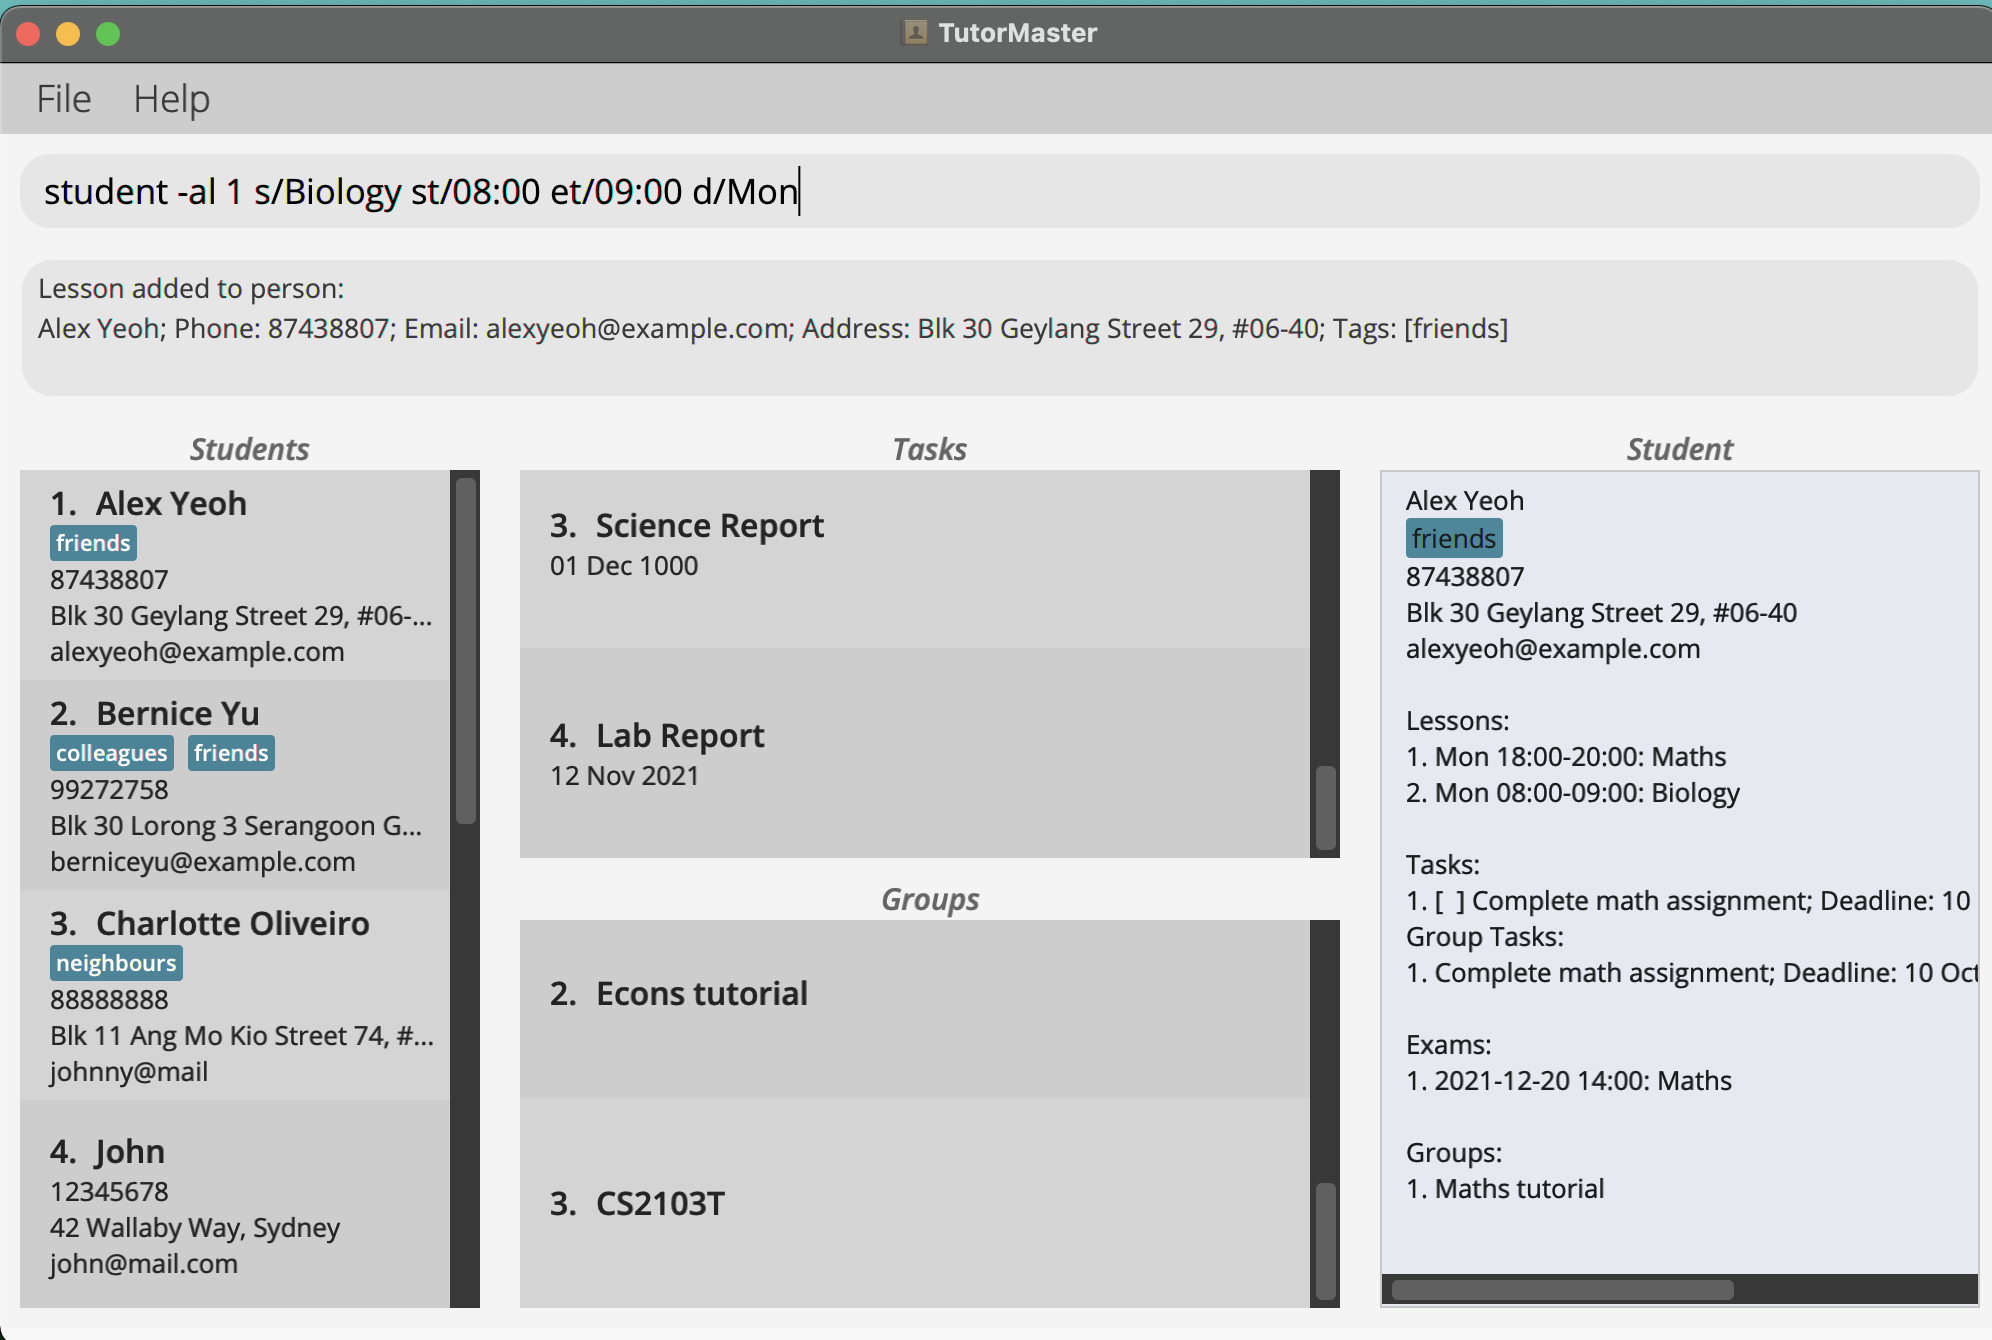 TutorMaster
File Help
student -al 1 s/Biology st/08:00 et/09:00 d/Mon
Lesson added to person:
Alex Yeoh; Phone: 87438807; Email: alexyeoh@example.com; Address: Blk 30 Geylang Street 29, #06-40; Tags: [friends]
Students
1. Alex Yeoh
friends
87438807
Blk 30 Geylang Street 29, #06-...
alexyeoh@example.com
2. Bernice Yu
colleagues friends
99272758
Blk 30 Lorong 3 Serangoon G...
berniceyu@example.com
3. Charlotte Oliveiro
neighbours
88888888
Blk 11 Ang Mo Kio Street 74, #...
johnny@mail
4. John
12345678
42 Wallaby Way, Sydney
john@mail.com
Tasks
3. Science Report
01 Dec 1000
4. Lab Report
12 Nov 2021
Groups
2. Econs tutorial
3. CS2103T
Student
Alex Yeoh
friends
87438807
Blk 30 Geylang Street 29, #06-40
alexyeoh@example.com
Lessons:
1. Mon 18:00-20:00: Maths
2. Mon 08:00-09:00: Biology
Tasks:
1. [ ] Complete math assignment; Deadline: 10
Group Tasks:
1. Complete math assignment; Deadline: 10 Oct
Exams:
1. 2021-12-20 14:00: Maths
Groups:
1. Maths tutorial